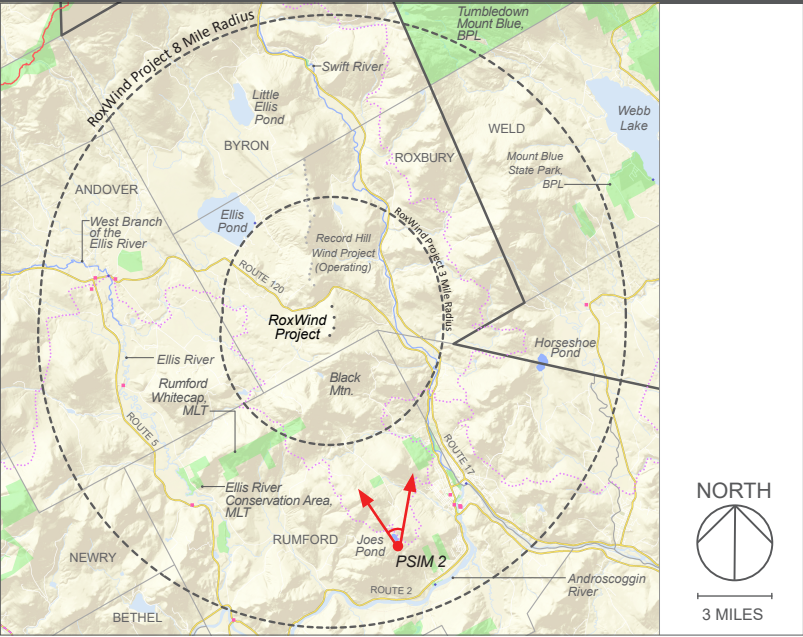 Tumbledown
Mount Blue,
BPL
RoxWind Project 8 Mile Radius
Swift River
Little
Ellis
Pond
Webb
Lake
WELD
BYRON
ROXBURY
Mount Blue
State Park,
BPL
ANDOVER
West Branch
of the
Ellis River
Ellis
Pond
RoxWind Project 3 Mile Radius
Record Hill
Wind Project
(Operating)
ROUTE 120
RoxWind
Project
Horseshoe
Pond
Ellis River
Rumford
Whitecap,
MLT
Black
Mtn.
ROUTE 5
ROUTE 17
Ellis River
Conservation Area,
MLT
RUMFORD
Joes
Pond
PSIM 2
NEWRY
ROUTE 2
Androscoggin
River
BETHEL
NORTH
3 MILES